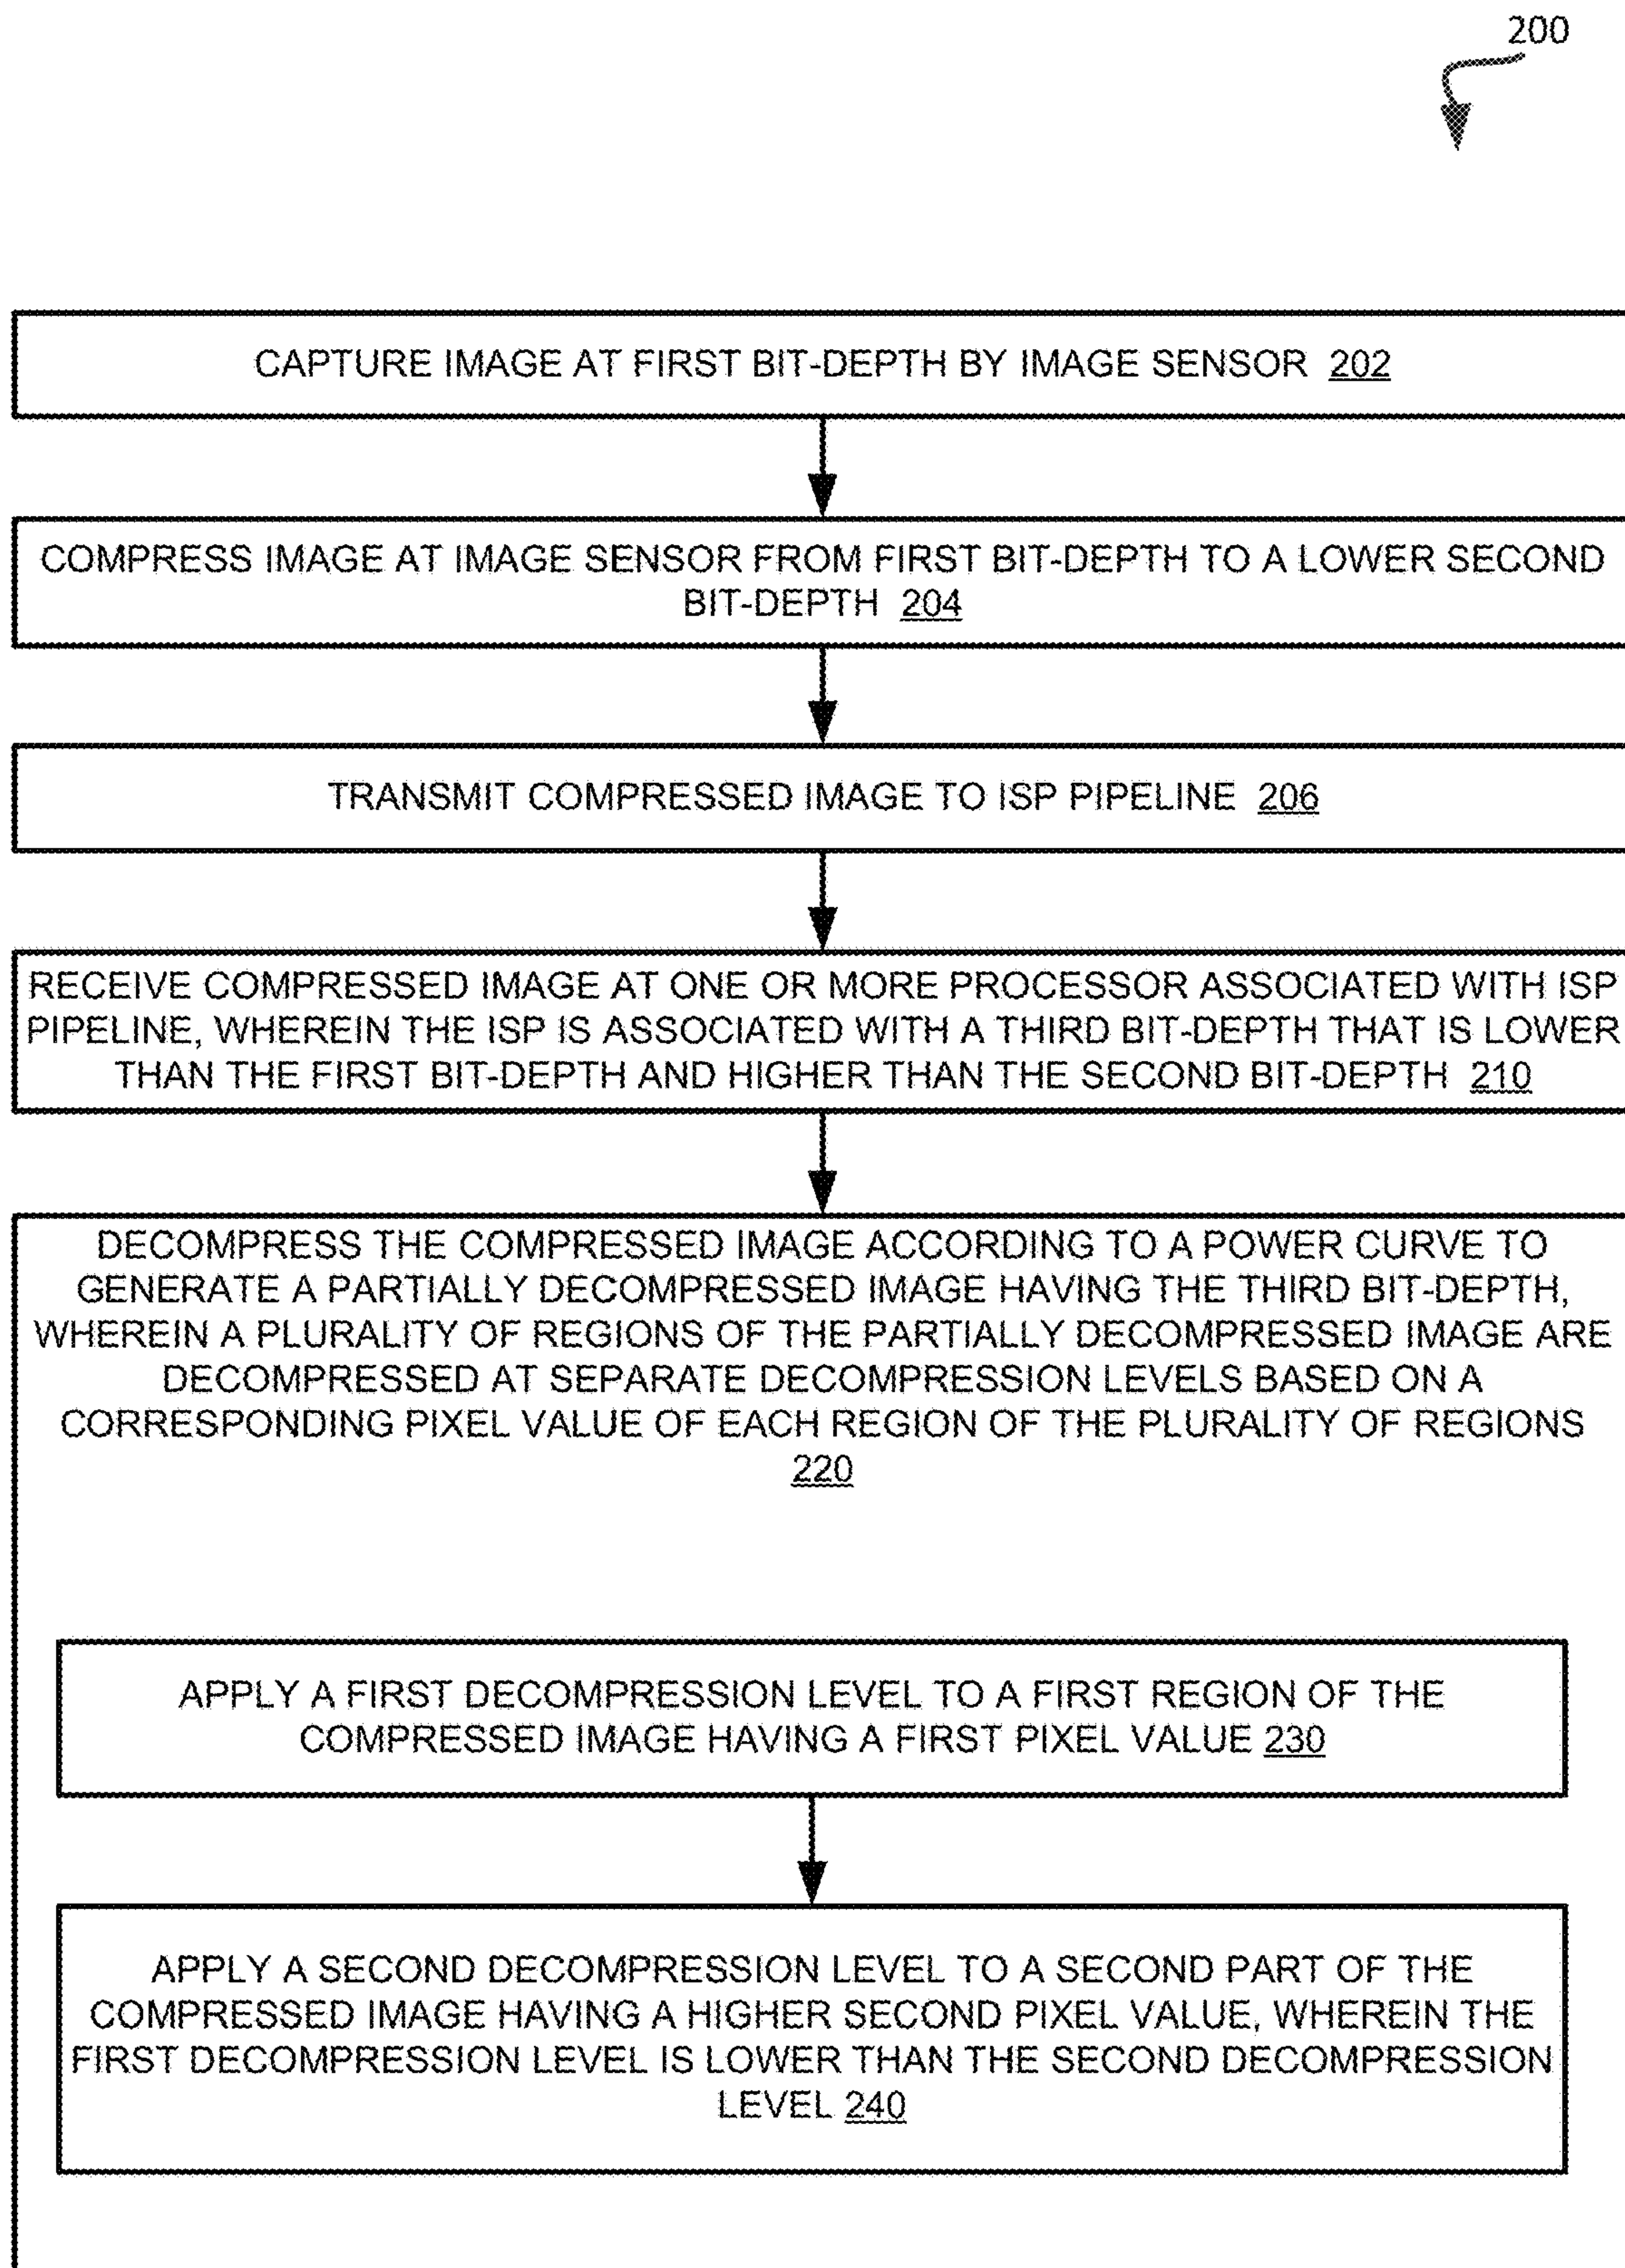 200
CAPTURE IMAGE AT FIRST BIT-DEPTH BY IMAGE SENSOR 202
COMPRESS IMAGE AT IMAGE SENSOR FROM FIRST BIT-DEPTH TO A LOWER SECOND
BIT-DEPTH 204
TRANSMIT COMPRESSED IMAGE TO ISP PIPELINE 206
RECEIVE COMPRESSED IMAGE AT ONE OR MORE PROCESSOR ASSOCIATED WITH ISP
PIPELINE, WHEREIN THE ISP IS ASSOCIATED WITH A THIRD BIT-DEPTH THAT IS LOWER
THAN THE FIRST BIT-DEPTH AND HIGHER THAN THE SECOND BIT-DEPTH 210
DECOMPRESS THE COMPRESSED IMAGE ACCORDING TO A POWER CURVE TO
GENERATE A PARTIALLY DECOMPRESSED IMAGE HAVING THE THIRD BIT-DEPTH,
WHEREIN A PLURALITY OF REGIONS OF THE PARTIALLY DECOMPRESSED IMAGE ARE
DECOMPRESSED AT SEPARATE DECOMPRESSION LEVELS BASED ON A
CORRESPONDING PIXEL VALUE OF EACH REGION OF THE PLURALITY OF REGIONS
220
APPLY A FIRST DECOMPRESSION LEVEL TO A FIRST REGION OF THE
COMPRESSED IMAGE HAVING A FIRST PIXEL VALUE 230
APPLY A SECOND DECOMPRESSION LEVEL TO A SECOND PART OF THE
COMPRESSED IMAGE HAVING A HIGHER SECOND PIXEL VALUE, WHEREIN THE
FIRST DECOMPRESSION LEVEL IS LOWER THAN THE SECOND DECOMPRESSION
LEVEL 240